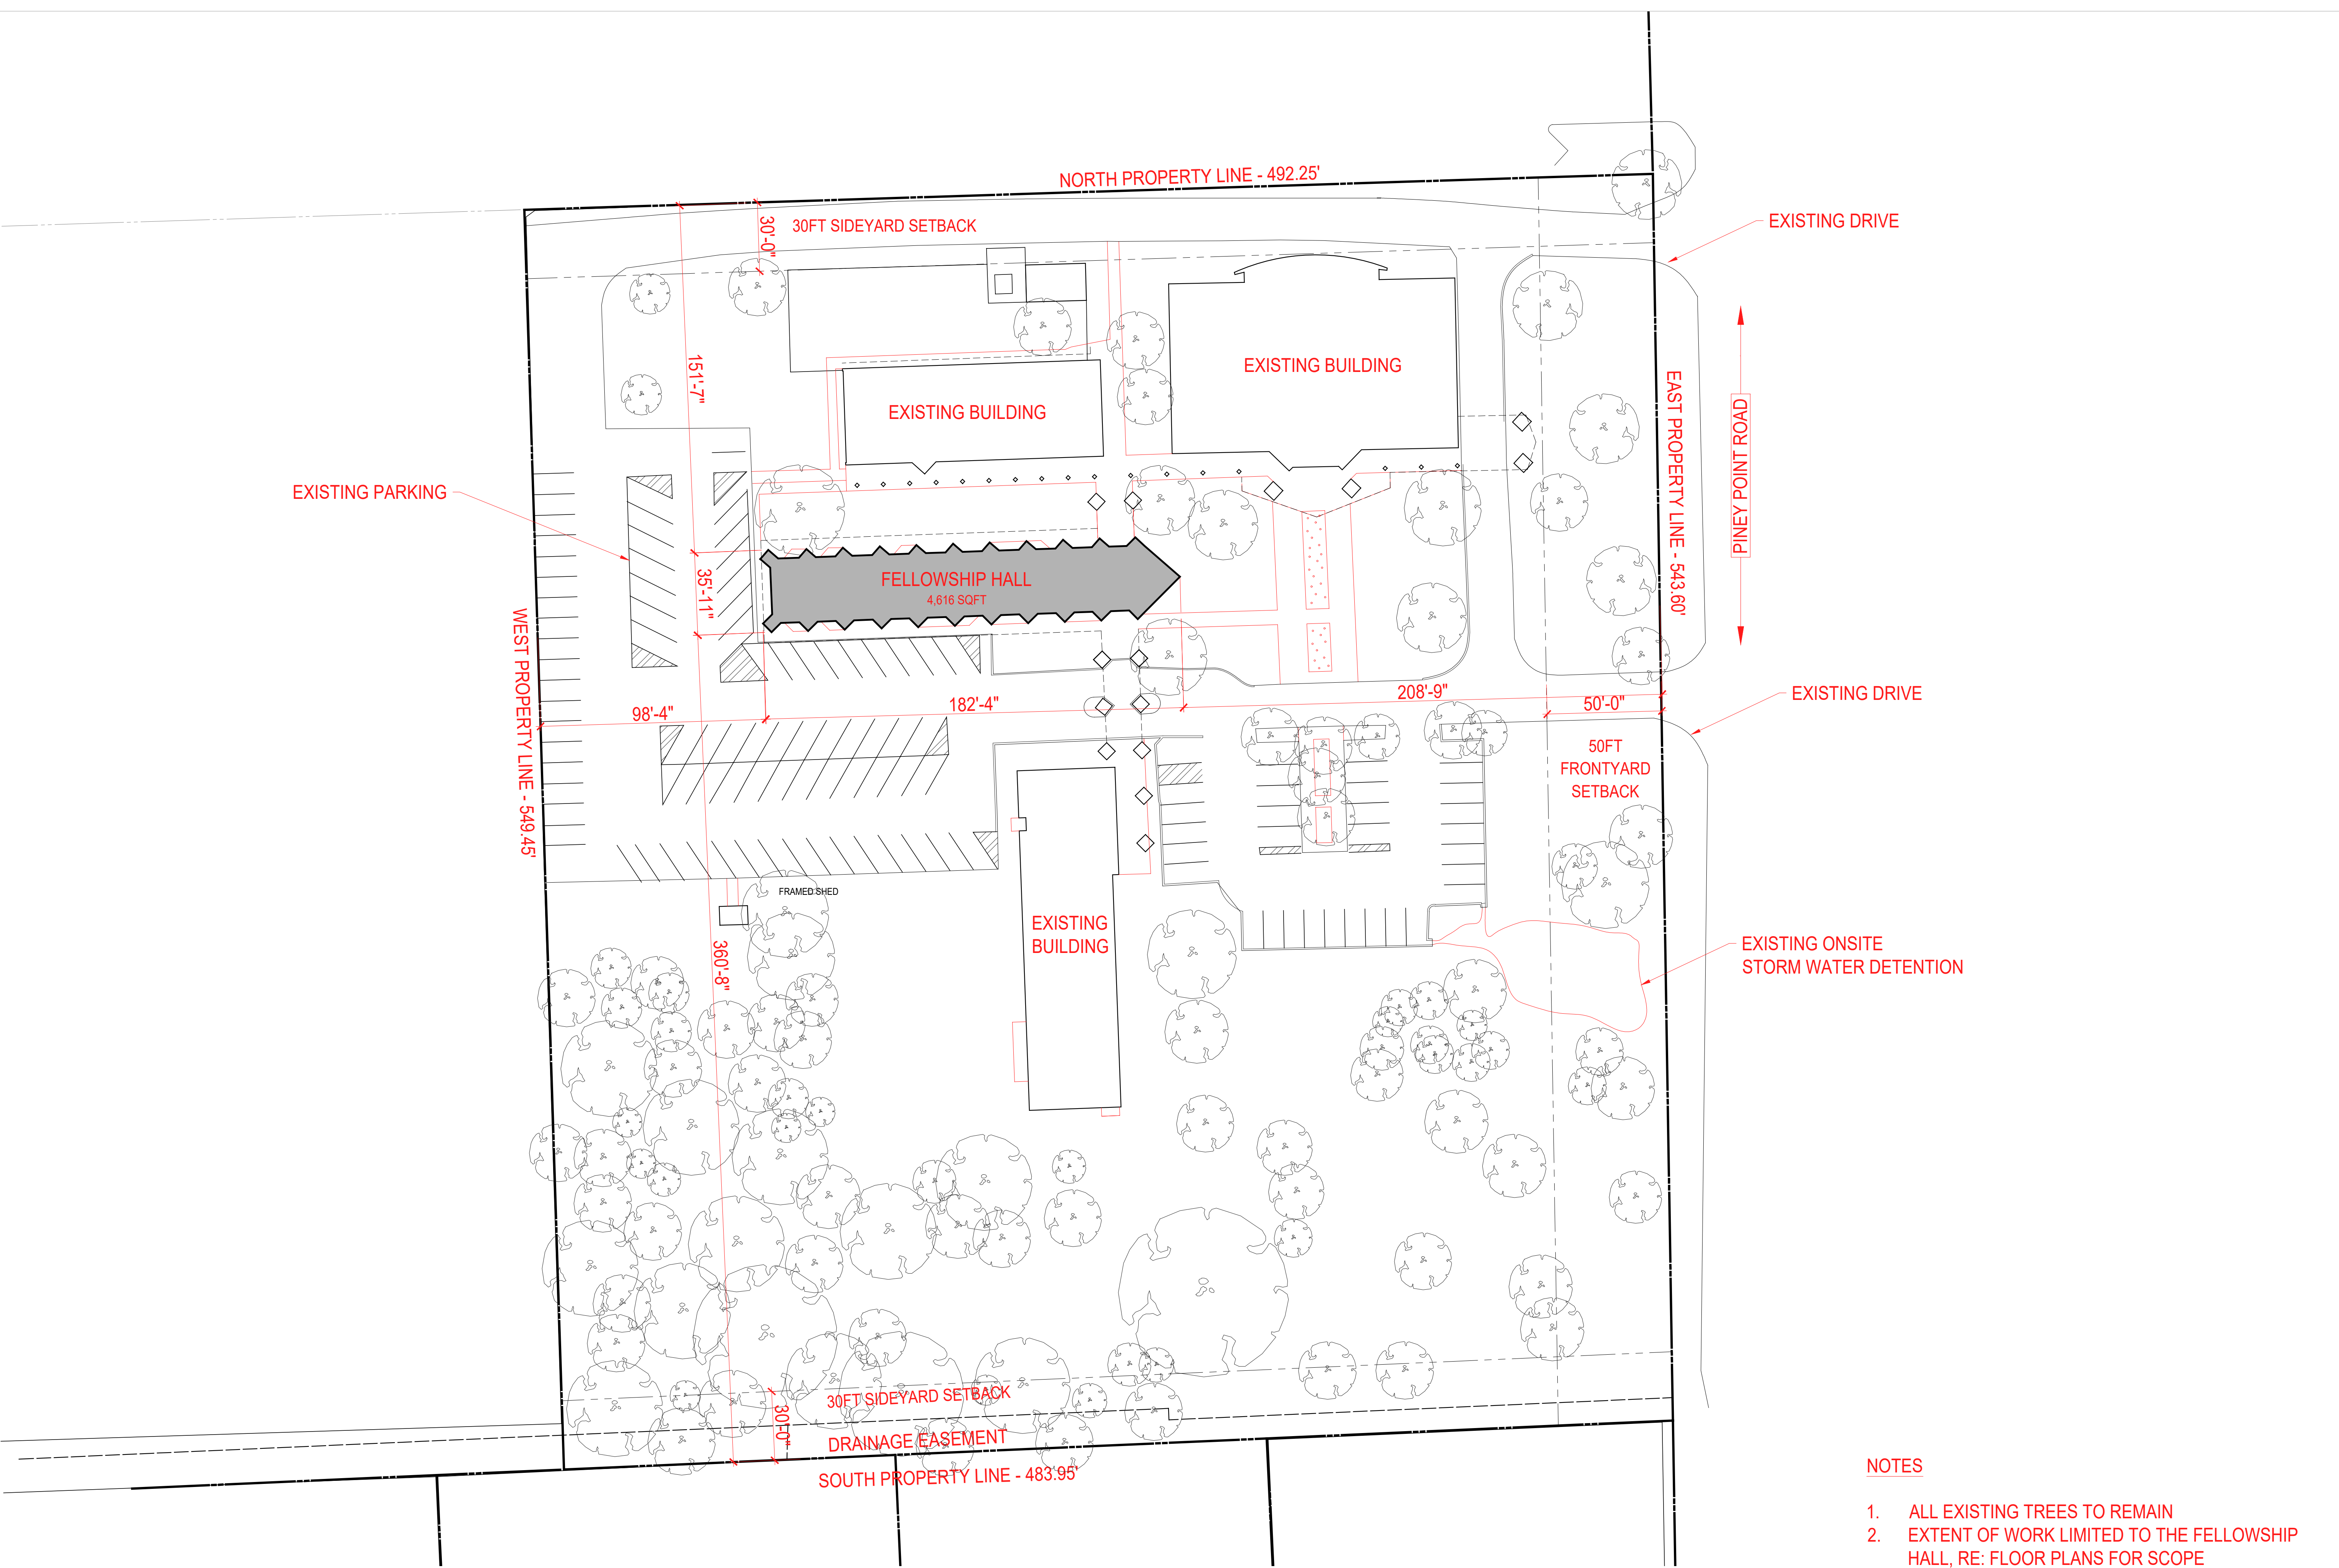 NORTH PROPERTY LINE - 492.25'
30'-0"
30FT SIDEYARD SETBACK
EXISTING DRIVE
151'-7"
EXISTING BUILDING
EXISTING BUILDING
EAST PROPERTY LINE - 543.60'
PINEY POINT ROAD
EXISTING PARKING
35'-11"
FELLOWSHIP HALL
4,616 SQFT
WEST PROPERTY LINE - 549.45'
98'-4"
182'-4"
208'-9"
50'-0"
EXISTING DRIVE
50FT
FRONTYARD
SETBACK
FRAMED SHED
360'-8"
EXISTING
BUILDING
EXISTING ONSITE
STORM WATER DETENTION
30FT SIDEYARD SETBACK
30'-0"
DRAINAGE EASEMENT
SOUTH PROPERTY LINE - 483.95'
NOTES
1. ALL EXISTING TREES TO REMAIN
2. EXTENT OF WORK LIMITED TO THE FELLOWSHIP
HALL, RE: FLOOR PLANS FOR SCOPE